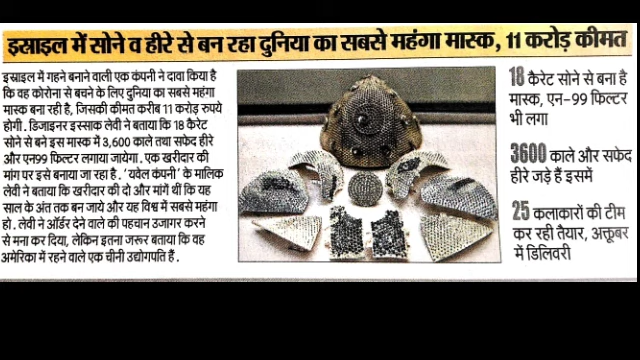 इस्राइल में सोने व हीरे से बन रहा दुनिया का सबसे महंगा मास्क, 11 करोड़ कीमत
इस्राइल में गहने बनाने वाली एक कंपनी ने दावा किया है
कि वह कोरोना से बचने के लिए दुनिया का सबसे महंगा
मास्क बना रही है, जिसकी कीमत करीब 11 करोड़ रुपये
होगी. डिजाइनर इस्साक लेवी ने बताया कि 18 कैरेट
सोने से बने इस मास्क में 3,600 काले तथा सफेद हीरे
और एन99 फिल्टर लगाया जायेगा. एक खरीदार की
मांग पर इसे बनाया जा रहा है. ‘यवेल कंपनी’ के मालिक
लेवी ने बताया कि खरीदार की दो और मांगें थीं कि यह
साल के अंत तक बन जाये और यह विश्व में सबसे महंगा
हो. लेवी ने ऑर्डर देने वाले की पहचान उजागर करने
से मना कर दिया, लेकिन इतना जरूर बताया कि वह
अमेरिका में रहने वाले एक चीनी उद्योगपति हैं.
18 कैरेट सोने से बना है
मास्क, एन-99 फिल्टर
भी लगा
3600 काले और सफेद
हीरे जड़े हैं इसमें
25 कलाकारों की टीम
कर रही तैयार, अक्तूबर
में डिलिवरी